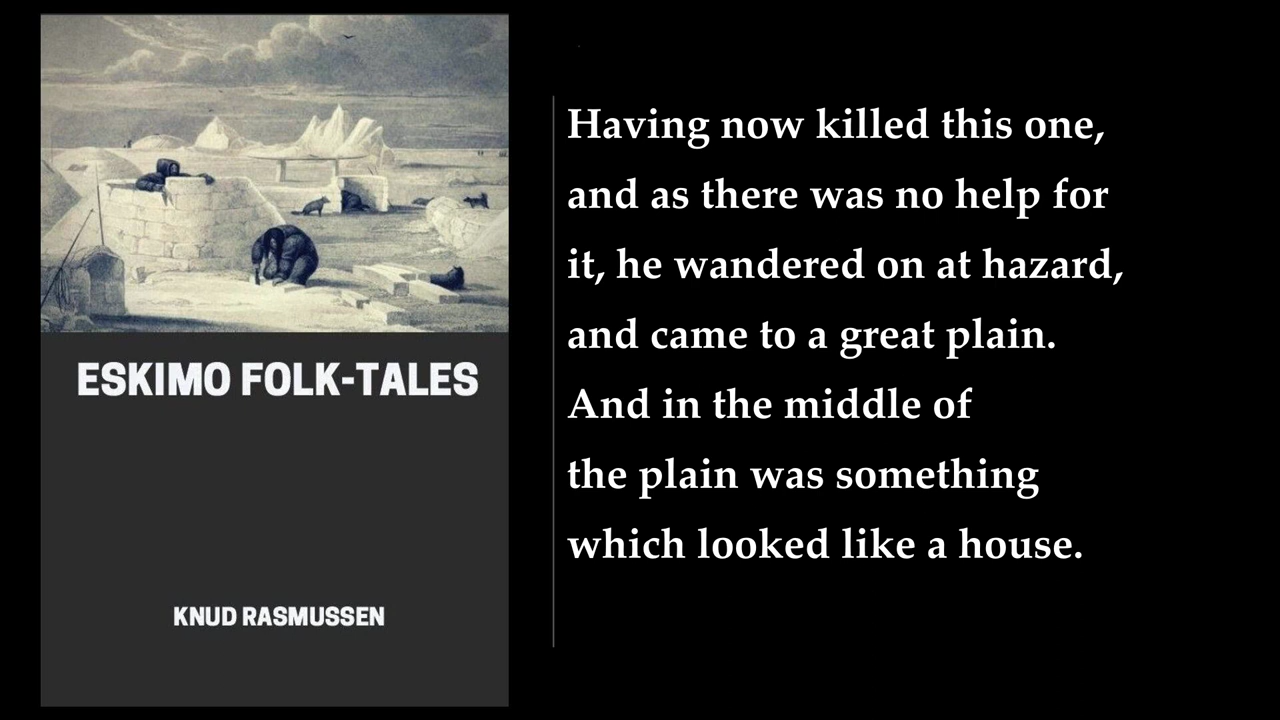 ESKIMO FOLK-TALES
KNUD RASMUSSEN
Having now killed this one,
and as there was no help for
it, he wandered on at hazard,
and came to a great plain.
And in the middle of
the plain was something
which looked like a house.